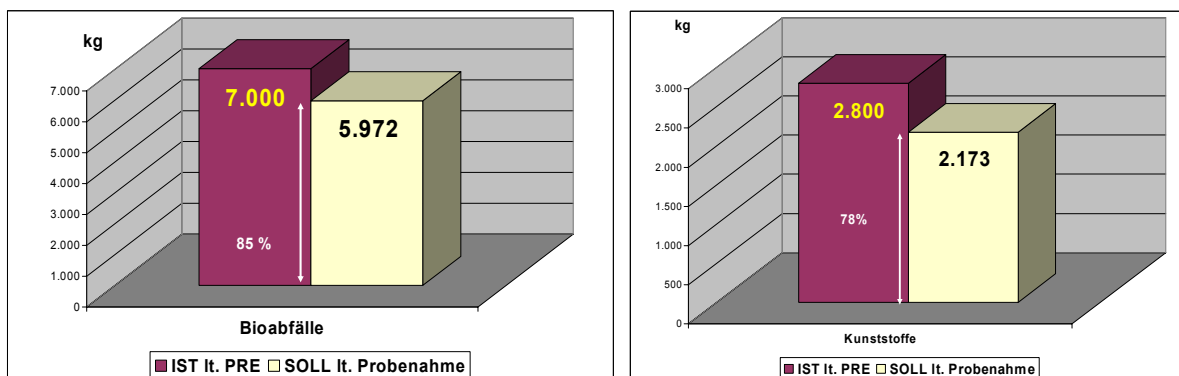 kg
7.000
6.000
5.000
4.000
3.000
2.000
1.000
0
7.000
5.972
85 %
Bioabfälle
IST lt. PRE
SOLL lt. Probenahme
kg
3.000
2.500
2.000
1.500
1.000
500
0
2.800
2.173
78%
Kunststoffe
IST lt. PRE
SOLL lt. Probenahme